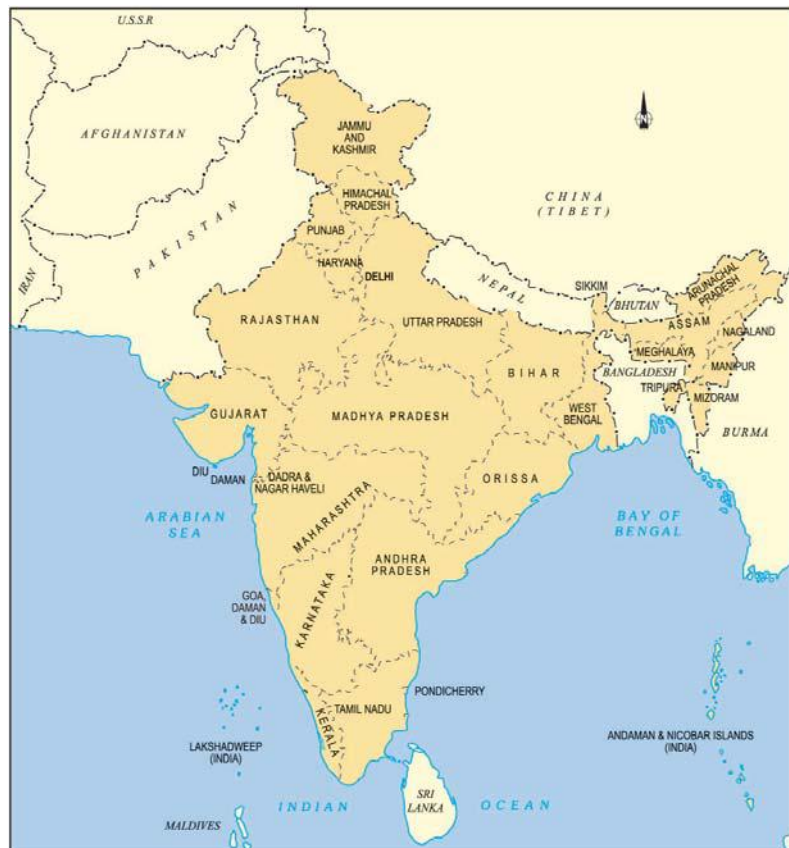 U.S.S.R
AFGHANISTAN
JAMMU
AND
KASHMIR
HIMACHAL
PRADESH
CHINA
(TIBET)
PUNJAB
PAKISTAN
IRAN
HARYANA
DELHI
NEPAL
SIKKIM
BHUTAN
ARUNACHAL
PRADESH
RAJASTHAN
UTTAR PRADESH
ASSAM
NAGALAND
MEGHALAYA
BIHAR
BANGLADESH
MANIPUR
TRIPURA
MIZORAM
GUJARAT
MADHYA PRADESH
WEST
BENGAL
BURMA
DIU
DAMAN
DADRA &
NAGAR HAVELI
ORISSA
ARABIAN
SEA
MAHARASHTRA
BAY OF
BENGAL
ANDHRA
PRADESH
GOA,
DAMAN
& DIU
KARNATAKA
PONDICHERRY
TAMIL NADU
KERALA
LAKSHADWEEP
(INDIA)
ANDAMAN & NICOBAR ISLANDS
(INDIA)
SRI
LANKA
INDIAN OCEAN
MALDIVES
N